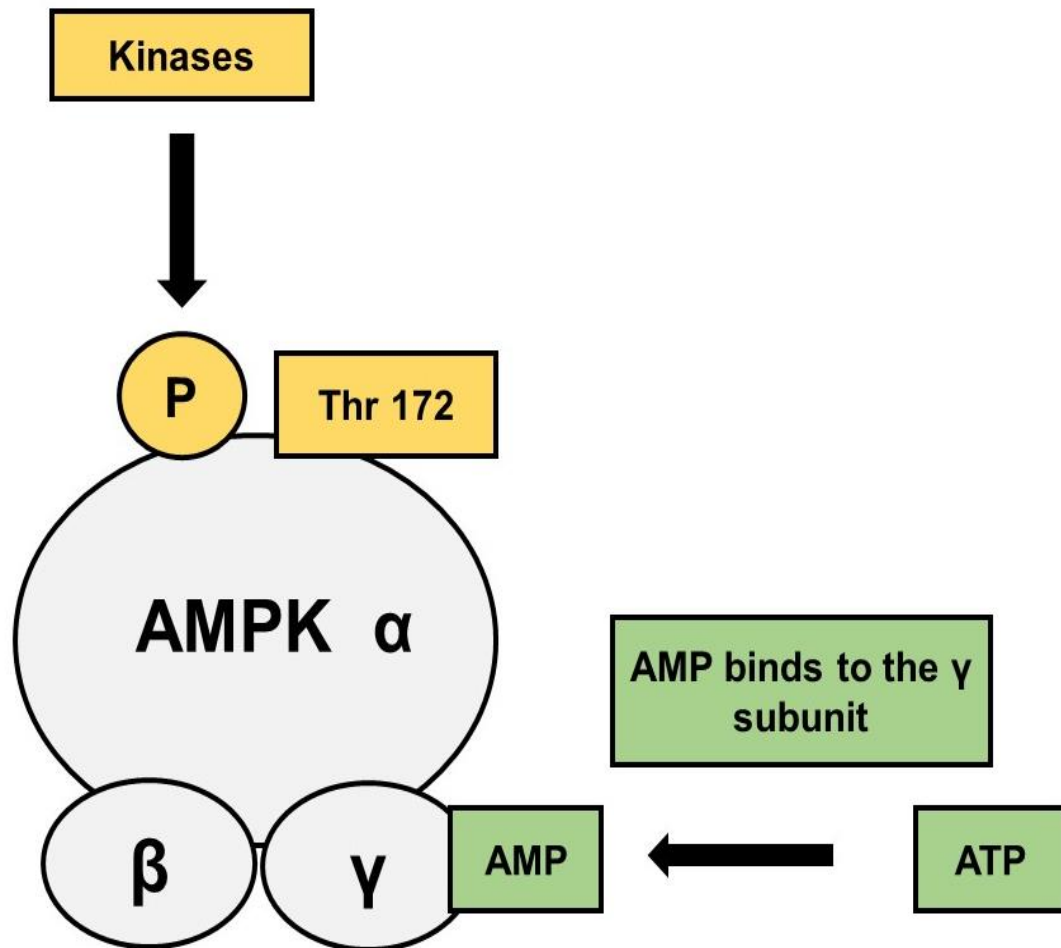 Kinases
P
Thr 172
AMPK α
AMP binds to the γ
subunit
β
γ
AMP
ATP